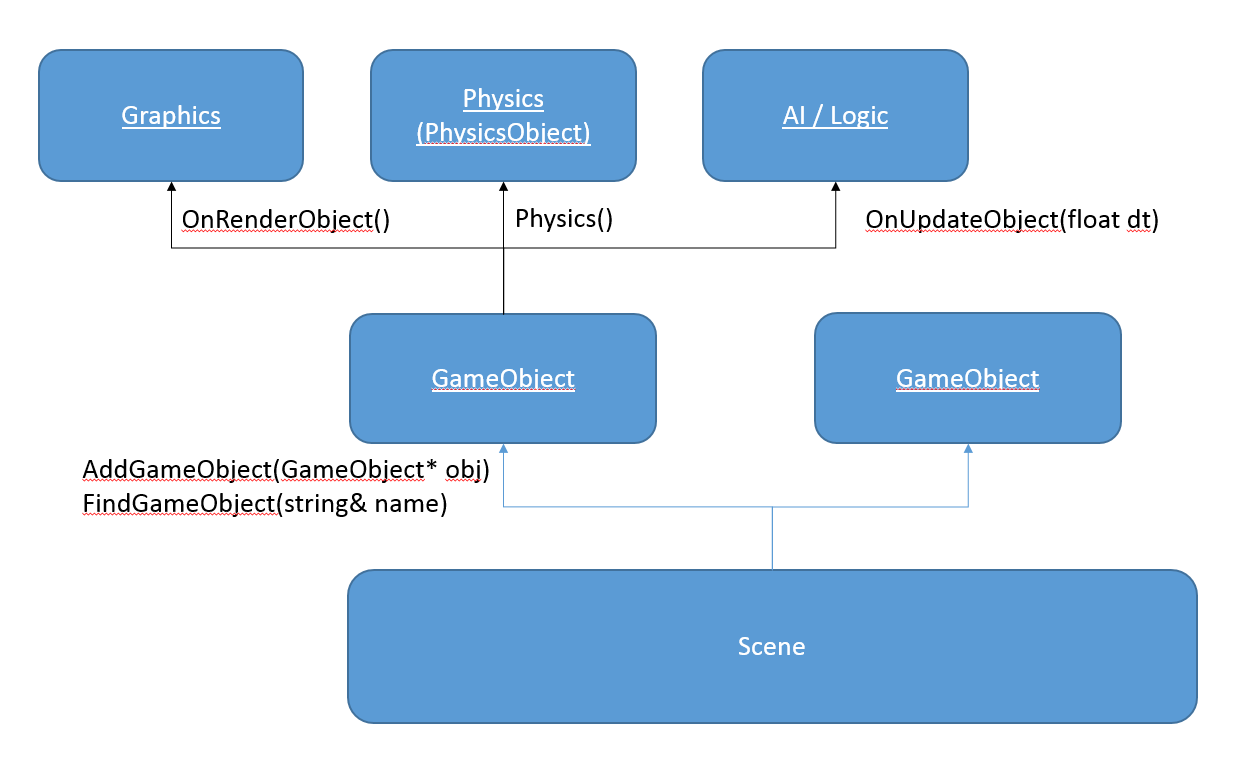 Graphics
Physics
(PhysicsObject)
AI / Logic
OnRenderObject()
Physics()
OnUpdateObject(float dt)
GameObject
GameObject
AddGameObject(GameObject* obj)
FindGameObject(string& name)
Scene